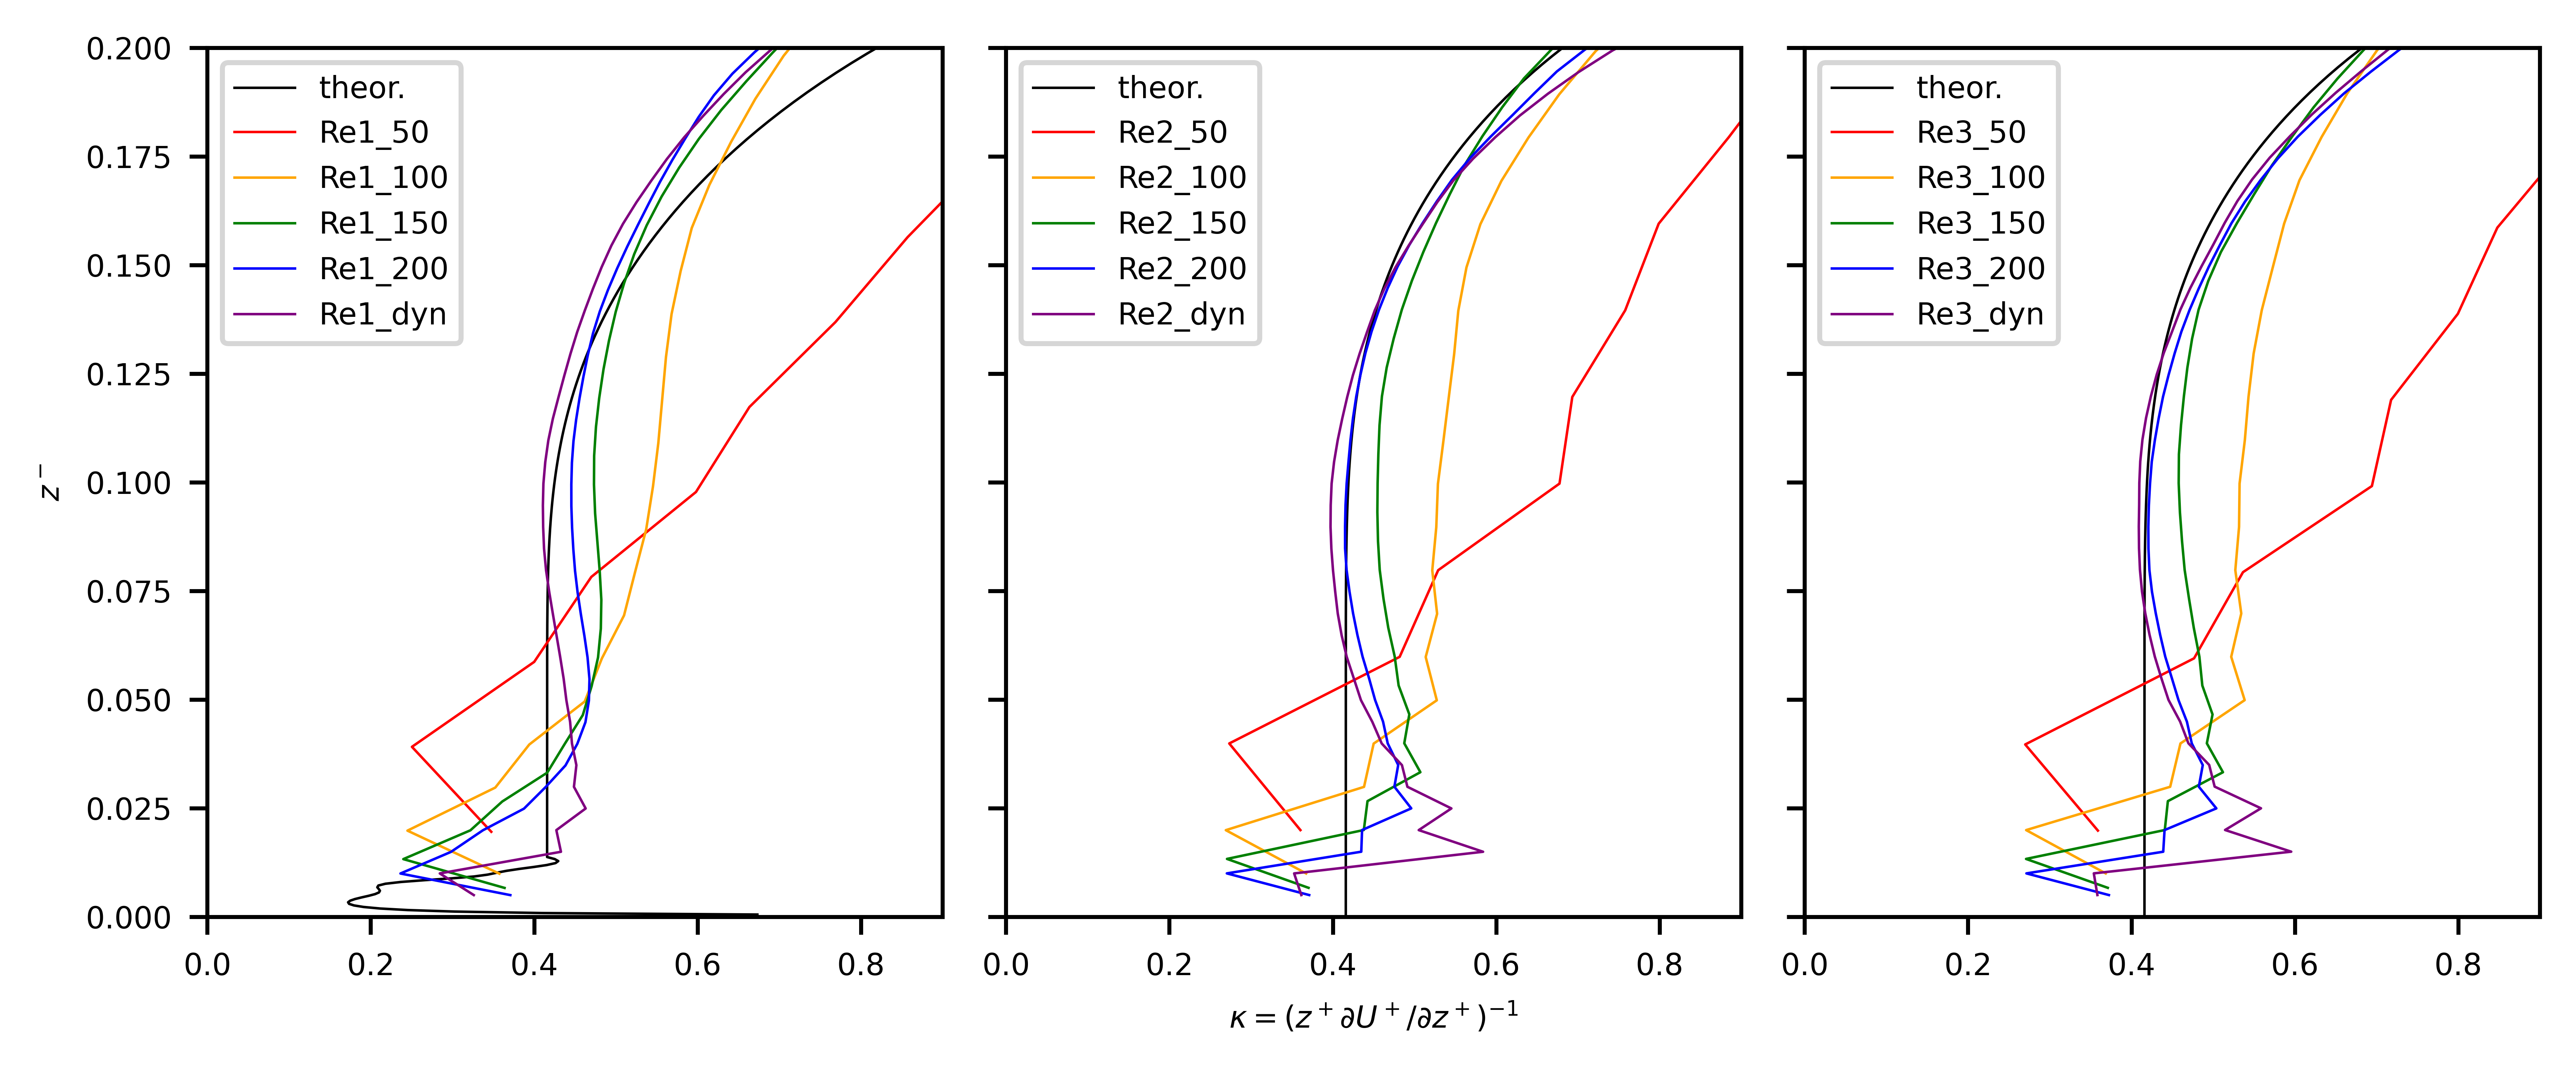 z⁻
0.200
0.175
0.150
0.125
0.100
0.075
0.050
0.025
0.000
theor.
Re1_50
Re1_100
Re1_150
Re1_200
Re1_dyn
0.0 0.2 0.4 0.6 0.8
theor.
Re2_50
Re2_100
Re2_150
Re2_200
Re2_dyn
0.0 0.2 0.4 0.6 0.8
theor.
Re3_50
Re3_100
Re3_150
Re3_200
Re3_dyn
0.0 0.2 0.4 0.6 0.8
κ = (z⁺∂U⁺/∂z⁺)⁻¹